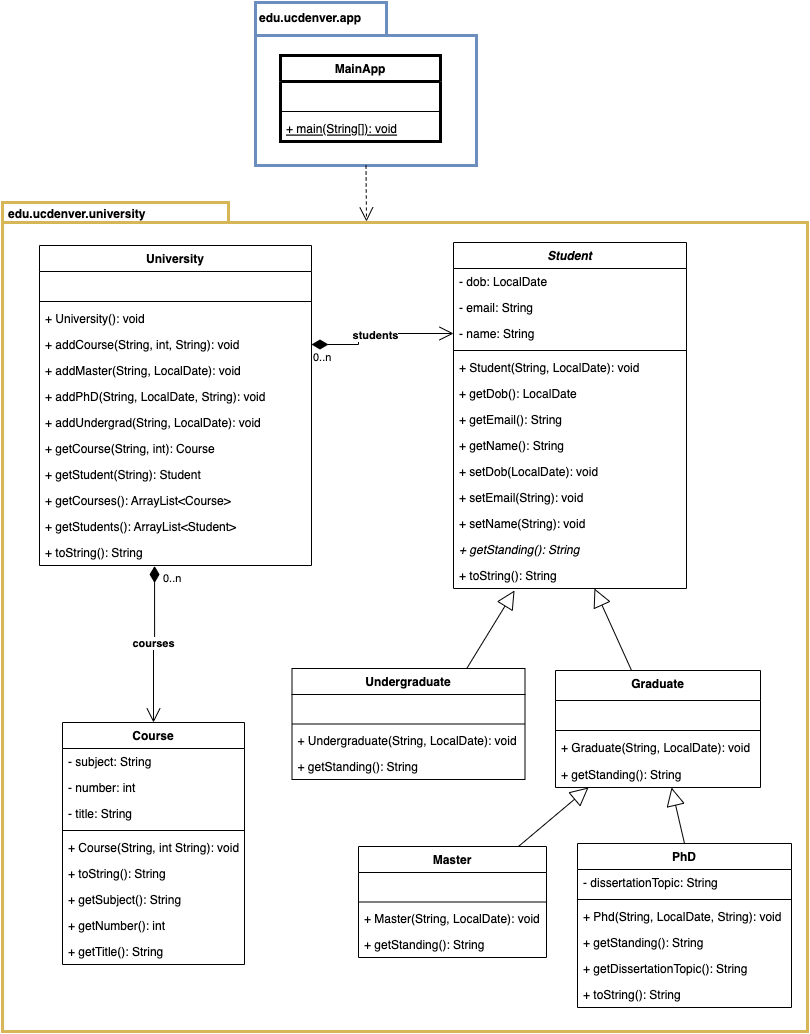 edu.ucdenver.app
MainApp
+ main(String[]): void
edu.ucdenver.university
University
+ University(): void
+ addCourse(String, int, String): void
+ addMaster(String, LocalDate): void
+ addPhD(String, LocalDate, String): void
+ addUndergrad(String, LocalDate): void
+ getCourse(String, int): Course
+ getStudent(String): Student
+ getCourses(): ArrayList<Course>
+ getStudents(): ArrayList<Student>
+ toString(): String
students
0..n
Student
- dob: LocalDate
- email: String
- name: String
+ Student(String, LocalDate): void
+ getDob(): LocalDate
+ getEmail(): String
+ getName(): String
+ setDob(LocalDate): void
+ setEmail(String): void
+ setName(String): void
+ getStanding(): String
+ toString(): String
0..n
courses
Course
- subject: String
- number: int
- title: String
+ Course(String, int String): void
+ toString(): String
+ getSubject(): String
+ getNumber(): int
+ getTitle(): String
Undergraduate
+ Undergraduate(String, LocalDate): void
+ getStanding(): String
Graduate
+ Graduate(String, LocalDate): void
+ getStanding(): String
Master
+ Master(String, LocalDate): void
+ getStanding(): String
PhD
- dissertationTopic: String
+ Phd(String, LocalDate, String): void
+ getStanding(): String
+ getDissertationTopic(): String
+ toString(): String